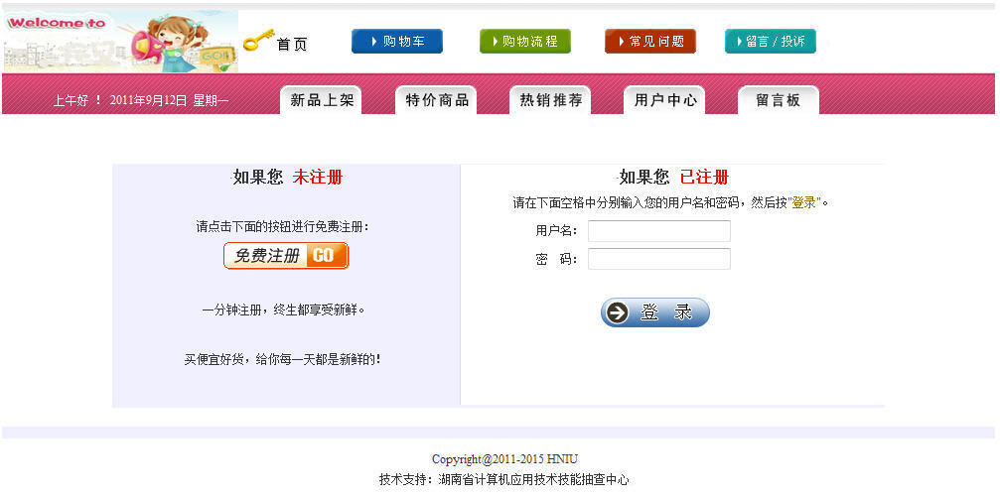 Welcome to
GO!!
首页
购物车
购物流程
常见问题
留言/投诉
上午好 ! 2011年9月12日 星期一
新品上架
特价商品
热销推荐
用户中心
留言板
·如果您 未注册
请点击下面的按钮进行免费注册:
免费注册 GO
一分钟注册，终生都享受新鲜。
买便宜好货，给你每一天都是新鲜的!
·如果您 已注册
请在下面空格中分别输入您的用户名和密码，然后按"登录"。
用户名:
密 码:
登 录
Copyright@2011-2015 HNIU
技术支持：湖南省计算机应用技术技能抽查中心